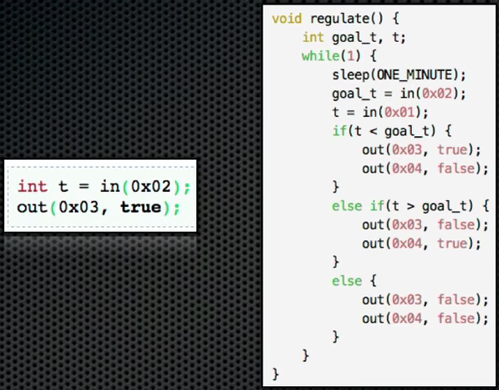 int t = in(0x02);
out(0x03, true);
void regulate() {
    int goal_t, t;
    while(1) {
        sleep(ONE_MINUTE);
        goal_t = in(0x02);
        t = in(0x01);
        if(t < goal_t) {
            out(0x03, true);
            out(0x04, false);
        }
        else if(t > goal_t) {
            out(0x03, false);
            out(0x04, true);
        }
        else {
            out(0x03, false);
            out(0x04, false);
        }
    }
}